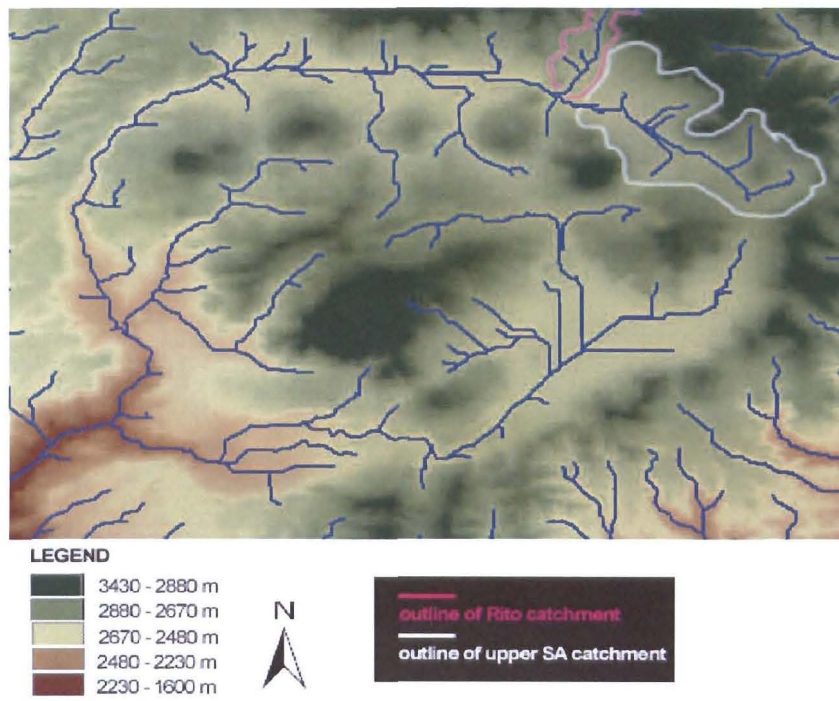 LEGEND
3430 - 2880 m
2880 - 2670 m
2670 - 2480 m
2480 - 2230 m
2230 - 1600 m
N
outline of Rito catchment
outline of upper SA catchment